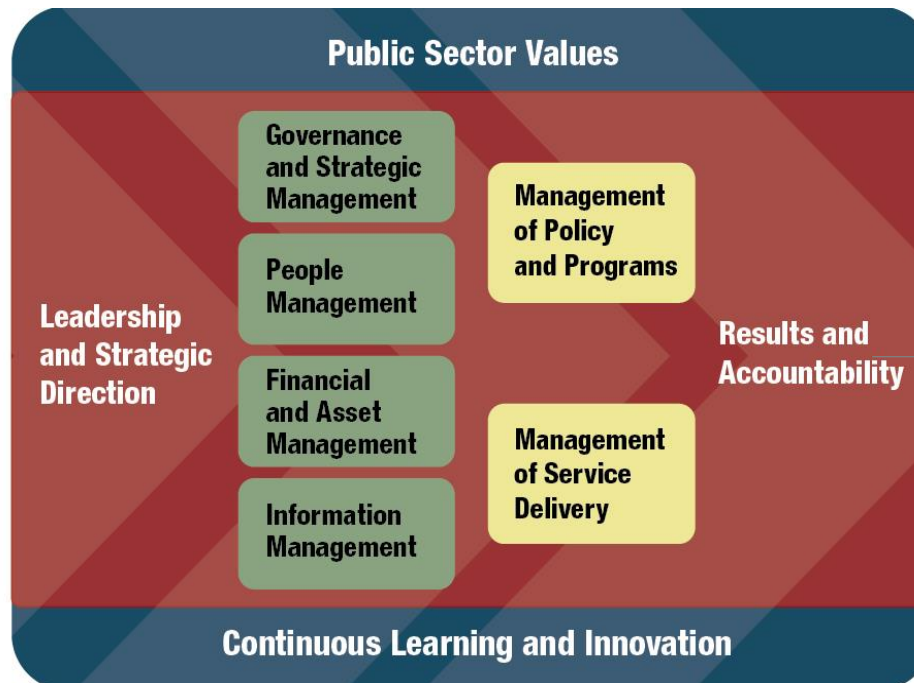 Public Sector Values
Leadership
and Strategic
Direction
Governance
and Strategic
Management
People
Management
Financial
and Asset
Management
Information
Management
Management
of Policy
and Programs
Management
of Service
Delivery
Results and
Accountability
Continuous Learning and Innovation